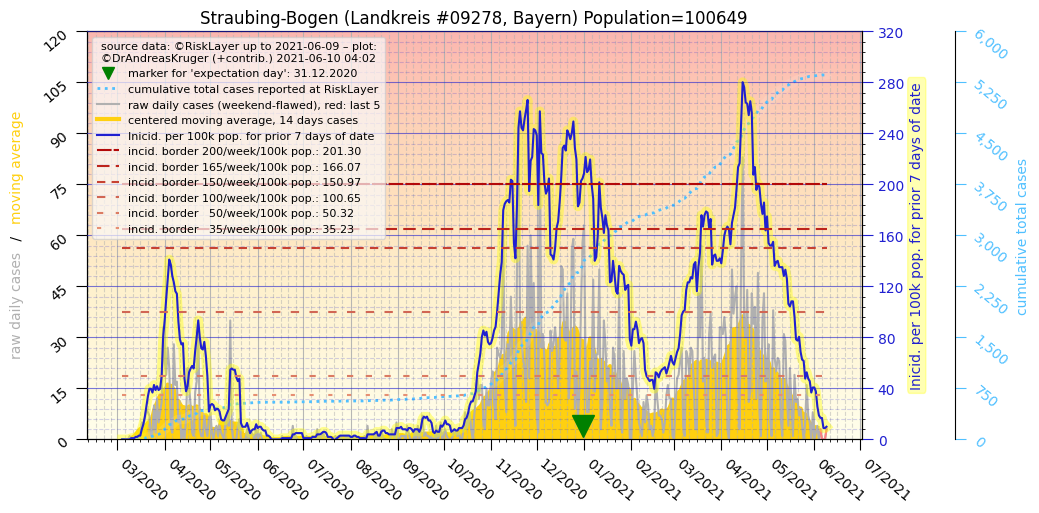 Straubing-Bogen (Landkreis #09278, Bayern) Population=100649
source data: ©RiskLayer up to 2021-06-09 – plot:
©DrAndreasKruger (+contrib.) 2021-06-10 04:02
marker for 'expectation day': 31.12.2020
cumulative total cases reported at RiskLayer
raw daily cases (weekend-flawed), red: last 5
centered moving average, 14 days cases
Inicid. per 100k pop. for prior 7 days of date
incid. border 200/week/100k pop.: 201.30
incid. border 165/week/100k pop.: 166.07
incid. border 150/week/100k pop.: 150.97
incid. border 100/week/100k pop.: 100.65
incid. border 50/week/100k pop.: 50.32
incid. border 35/week/100k pop.: 35.23
raw daily cases / moving average
120
105
90
75
60
45
30
15
0
320
280
240
200
160
120
80
40
0
Inicid. per 100k pop. for prior 7 days of date
6,000
5,250
4,500
3,750
3,000
2,250
1,500
750
0
cumulative total cases
03/2020
04/2020
05/2020
06/2020
07/2020
08/2020
09/2020
10/2020
11/2020
12/2020
01/2021
02/2021
03/2021
04/2021
05/2021
06/2021
07/2021